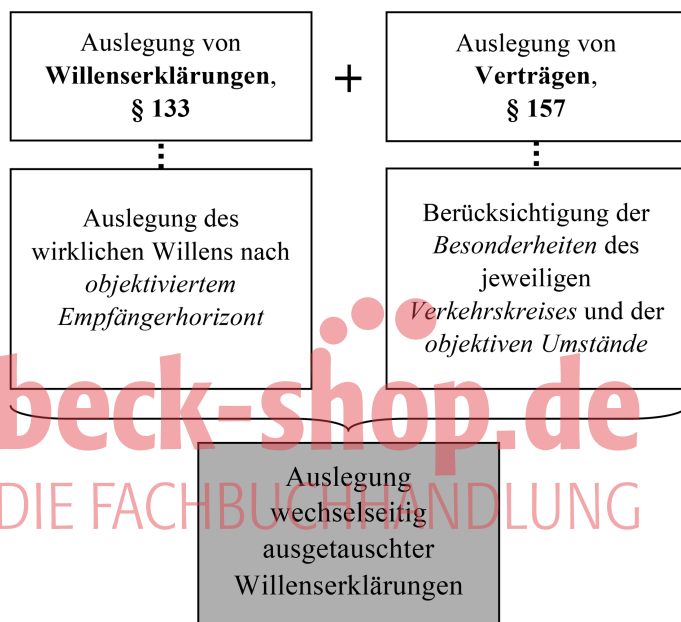 Auslegung von
Willenserklärungen,
§ 133
+
Auslegung von
Verträgen,
§ 157
Auslegung des
wirklichen Willens nach
objektiviertem
Empfängerhorizont
Berücksichtigung der
Besonderheiten des
jeweiligen
Verkehrskreises und der
objektiven Umstände
beck-shop.de
DIE FACHBUCHHANDLUNG
Auslegung
wechselseitig
ausgetauschter
Willenserklärungen